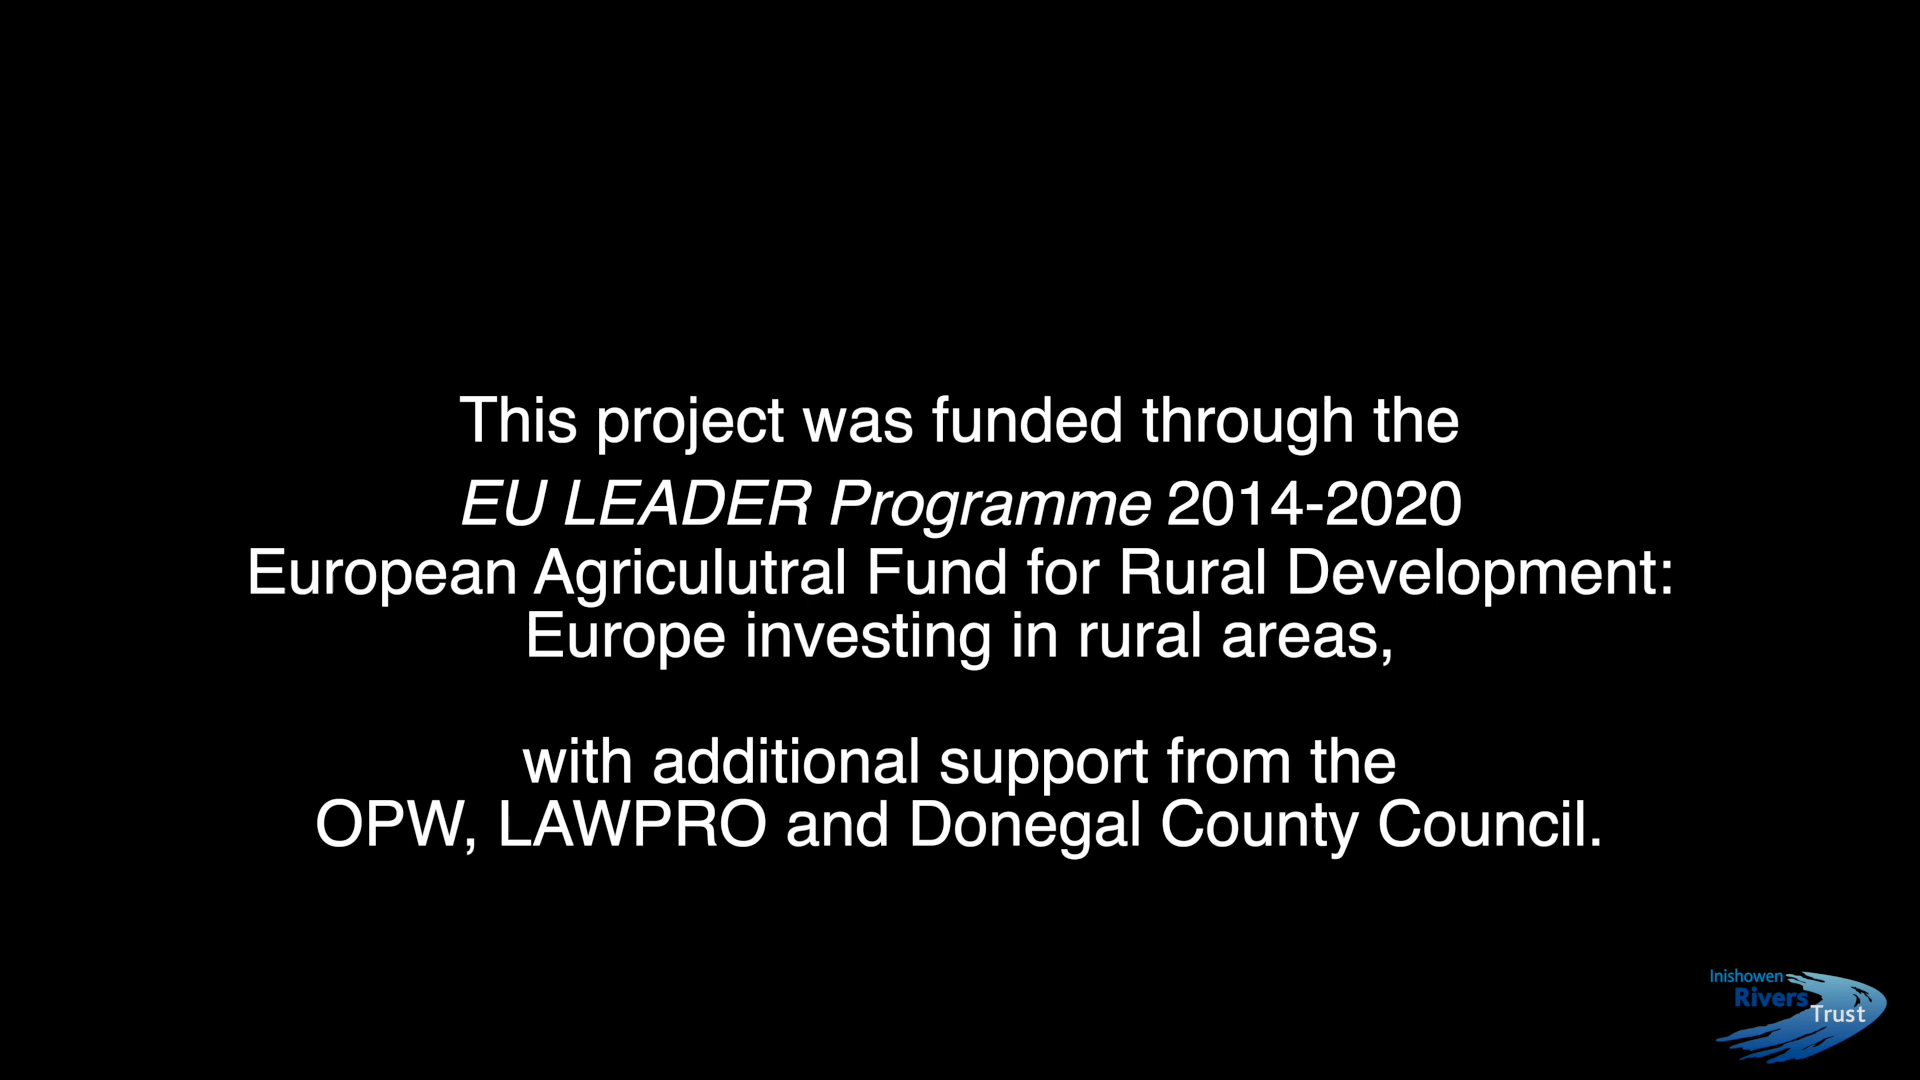 This project was funded through the
EU LEADER Programme 2014-2020
European Agriculutral Fund for Rural Development:
Europe investing in rural areas,
with additional support from the
OPW, LAWPRO and Donegal County Council.
Inishowen
Rivers
Trust